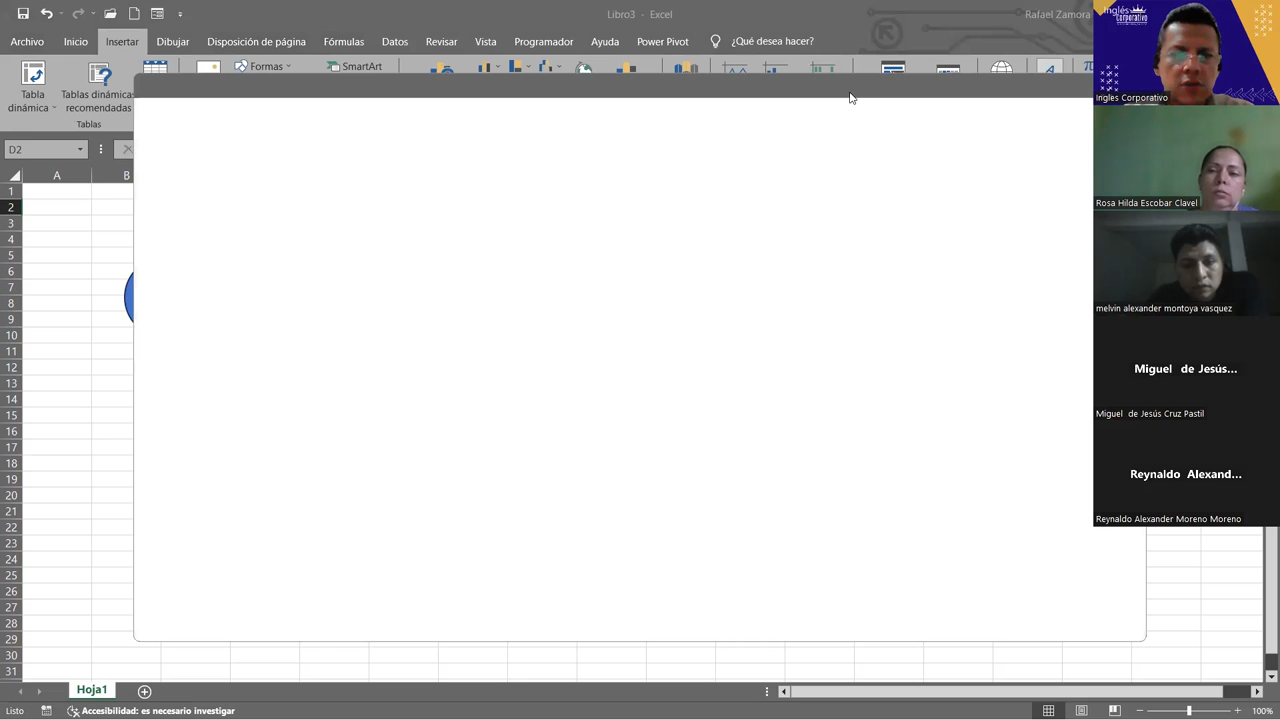 Libro3 - Excel
Rafael Zamora
Archivo
Inicio
Insertar
Dibujar
Disposición de página
Fórmulas
Datos
Revisar
Vista
Programador
Ayuda
Power Pivot
¿Qué desea hacer?
Formas
SmartArt
Tabla dinámica
Tablas dinámicas recomendadas
Tablas
D2
A
B
1
2
3
4
5
6
7
8
9
10
11
12
13
14
15
16
17
18
19
20
21
22
23
24
25
26
27
28
29
30
31
Inglés
Corporativo
Ingles Corporativo
Rosa Hilda Escobar Clavel
melvin alexander montoya vasquez
Miguel de Jesús...
Miguel de Jesús Cruz Pastil
Reynaldo Alexand...
Reynaldo Alexander Moreno Moreno
Hoja1
Listo
Accesibilidad: es necesario investigar
100%